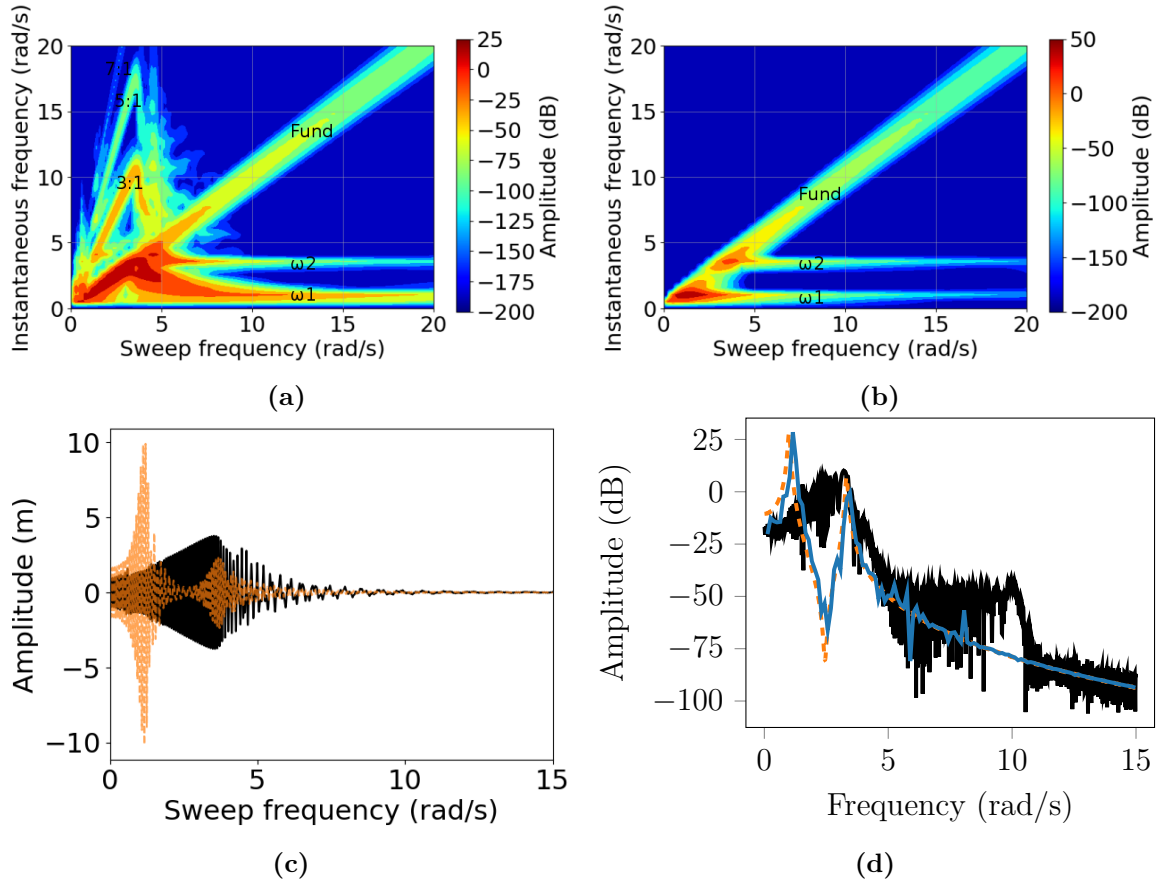 Instantaneous frequency (rad/s)
20
15
10
5
0
7:1
5:1
3:1
Fund
ω2
ω1
0 5 10 15 20
Sweep frequency (rad/s)
25
0
−25
−50
−75
−100
−125
−150
−175
−200
Amplitude (dB)
(a)
Instantaneous frequency (rad/s)
20
15
10
5
0
Fund
ω2
ω1
0 5 10 15 20
Sweep frequency (rad/s)
50
0
−50
−100
−150
−200
Amplitude (dB)
(b)
Amplitude (m)
10
5
0
−5
−10
0 5 10 15
Sweep frequency (rad/s)
(c)
Amplitude (dB)
25
0
−25
−50
−75
−100
0 5 10 15
Frequency (rad/s)
(d)